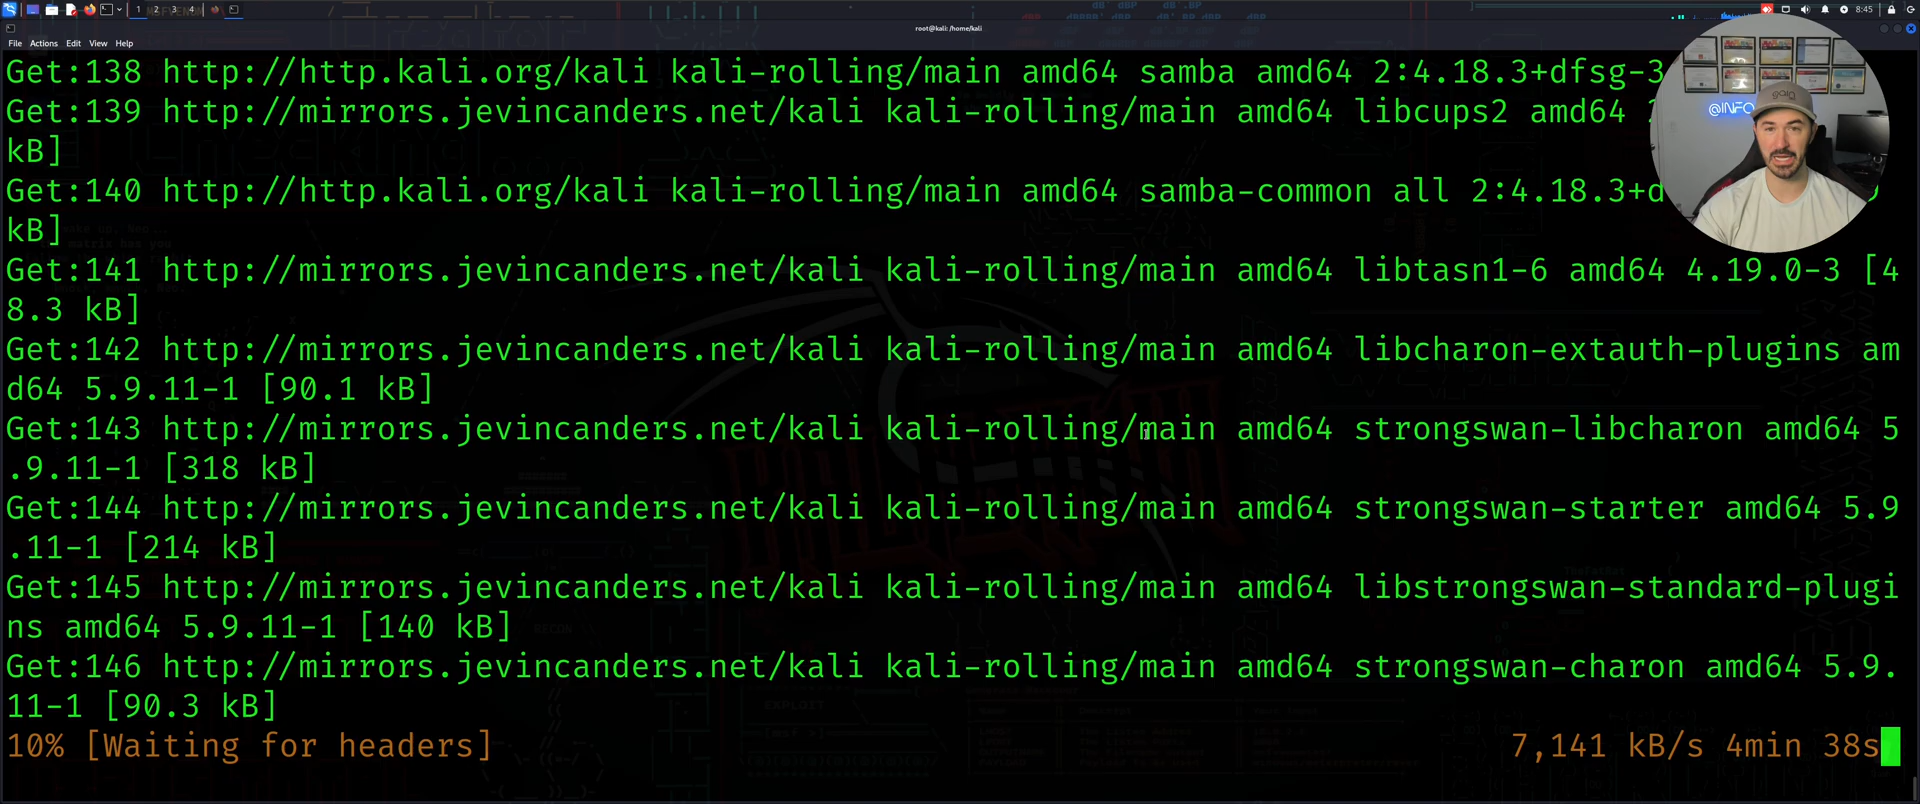 1 2 3 4
8:45
root@kali: /home/kali
File Actions Edit View Help
Get:138 http://http.kali.org/kali kali-rolling/main amd64 samba amd64 2:4.18.3+dfsg-3
Get:139 http://mirrors.jevincanders.net/kali kali-rolling/main amd64 libcups2 amd64
kB]
Get:140 http://http.kali.org/kali kali-rolling/main amd64 samba-common all 2:4.18.3+d
kB]
Get:141 http://mirrors.jevincanders.net/kali kali-rolling/main amd64 libtasn1-6 amd64 4.19.0-3 [4
8.3 kB]
Get:142 http://mirrors.jevincanders.net/kali kali-rolling/main amd64 libcharon-extauth-plugins am
d64 5.9.11-1 [90.1 kB]
Get:143 http://mirrors.jevincanders.net/kali kali-rolling/main amd64 strongswan-libcharon amd64 5
.9.11-1 [318 kB]
Get:144 http://mirrors.jevincanders.net/kali kali-rolling/main amd64 strongswan-starter amd64 5.9
.11-1 [214 kB]
Get:145 http://mirrors.jevincanders.net/kali kali-rolling/main amd64 libstrongswan-standard-plugi
ns amd64 5.9.11-1 [140 kB]
Get:146 http://mirrors.jevincanders.net/kali kali-rolling/main amd64 strongswan-charon amd64 5.9.
11-1 [90.3 kB]
10% [Waiting for headers] 7,141 kB/s 4min 38s
@INFO